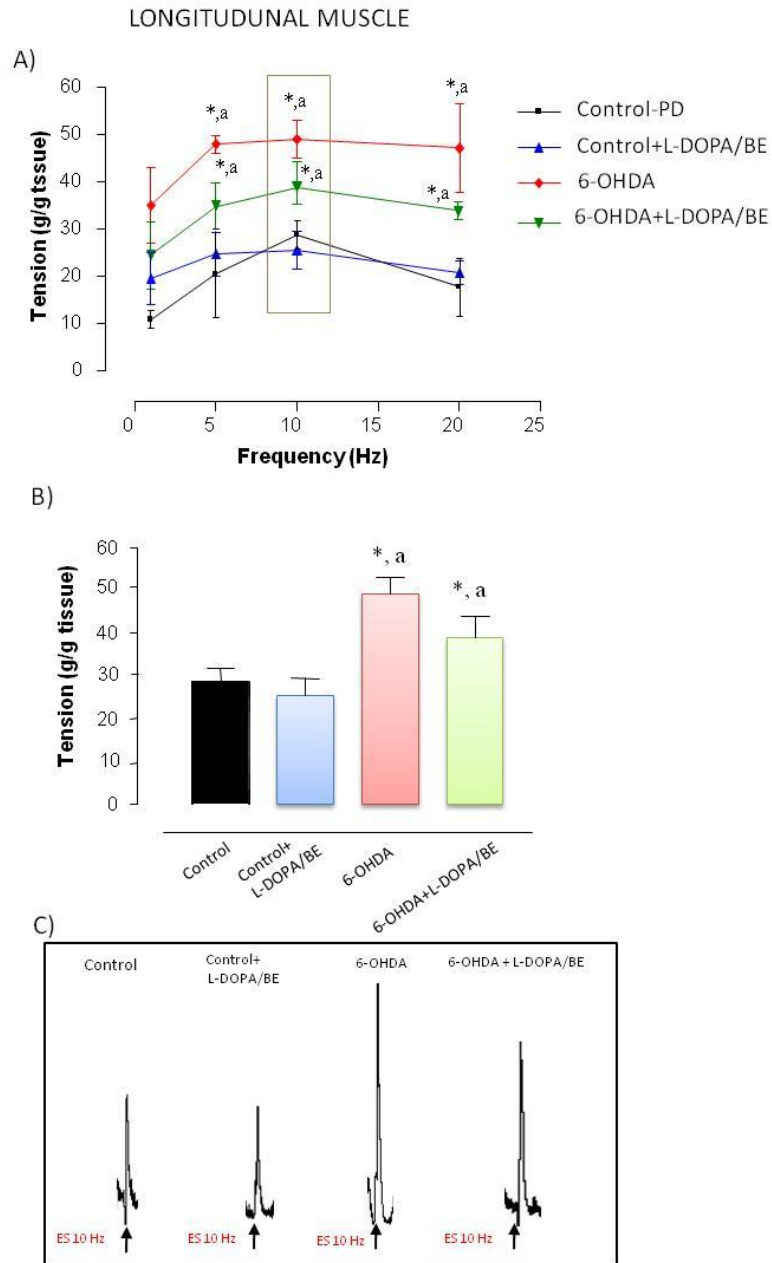 LONGITUDUNAL MUSCLE
A)
Tension (g/g tssue)
60
50
40
30
20
10
0
*,a
*,a
*,a
*,a
*,a
*,a
Control-PD
Control+L-DOPA/BE
6-OHDA
6-OHDA+L-DOPA/BE
0 5 10 15 20 25
Frequency (Hz)
B)
Tension (g/g tissue)
60
50
40
30
20
10
0
*, a
*, a
Control
Control+
L-DOPA/BE
6-OHDA
6-OHDA+L-DOPA/BE
C)
Control
Control+
L-DOPA/BE
6-OHDA
6-OHDA + L-DOPA/BE
ES 10 Hz
ES 10 Hz
ES 10 Hz
ES 10 Hz